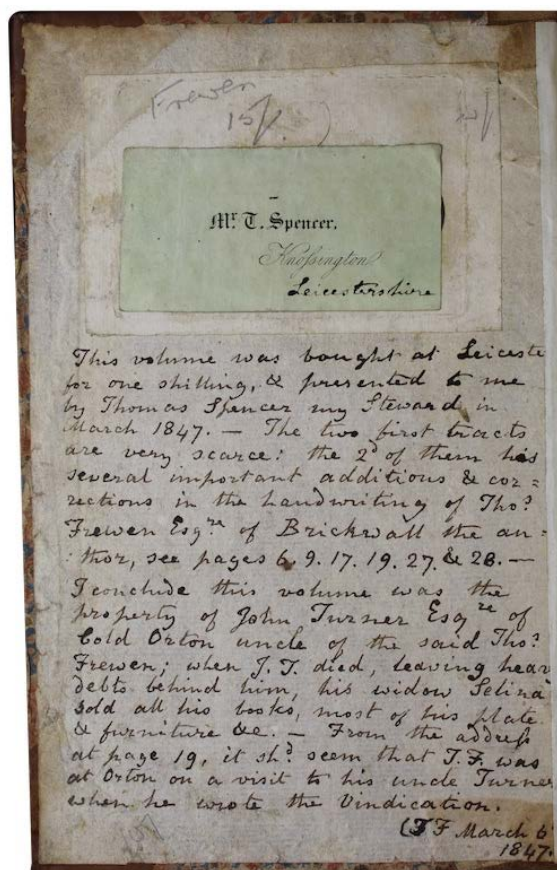 Frewen
15/
Mr. T. Spencer.
Knossington
Leicestershire
This volume was bought at Leiceste
for one shilling, & presented to me
by Thomas Spencer my Steward in
March 1847. — The two first tracts
are very scarce: the 2d of them has
several important additions & cor=
rections in the handwriting of Thos.
Frewen Esqre of Brickwall the au=
:thor, see pages 6. 9. 17. 19. 27. & 28. —
I conclude this volume was the
property of John Turner Esqre of
Cold Orton uncle of the said Thos.
Frewen; when J. T. died, leaving heav
debts behind him, his widow Selina
sold all his books, most of his plate
& furniture &c. — From the address
at page 19, it shd. seem that T. F. was
at Orton on a visit to his uncle Turner
when he wrote the Vindication.
(TF March 6
1847.